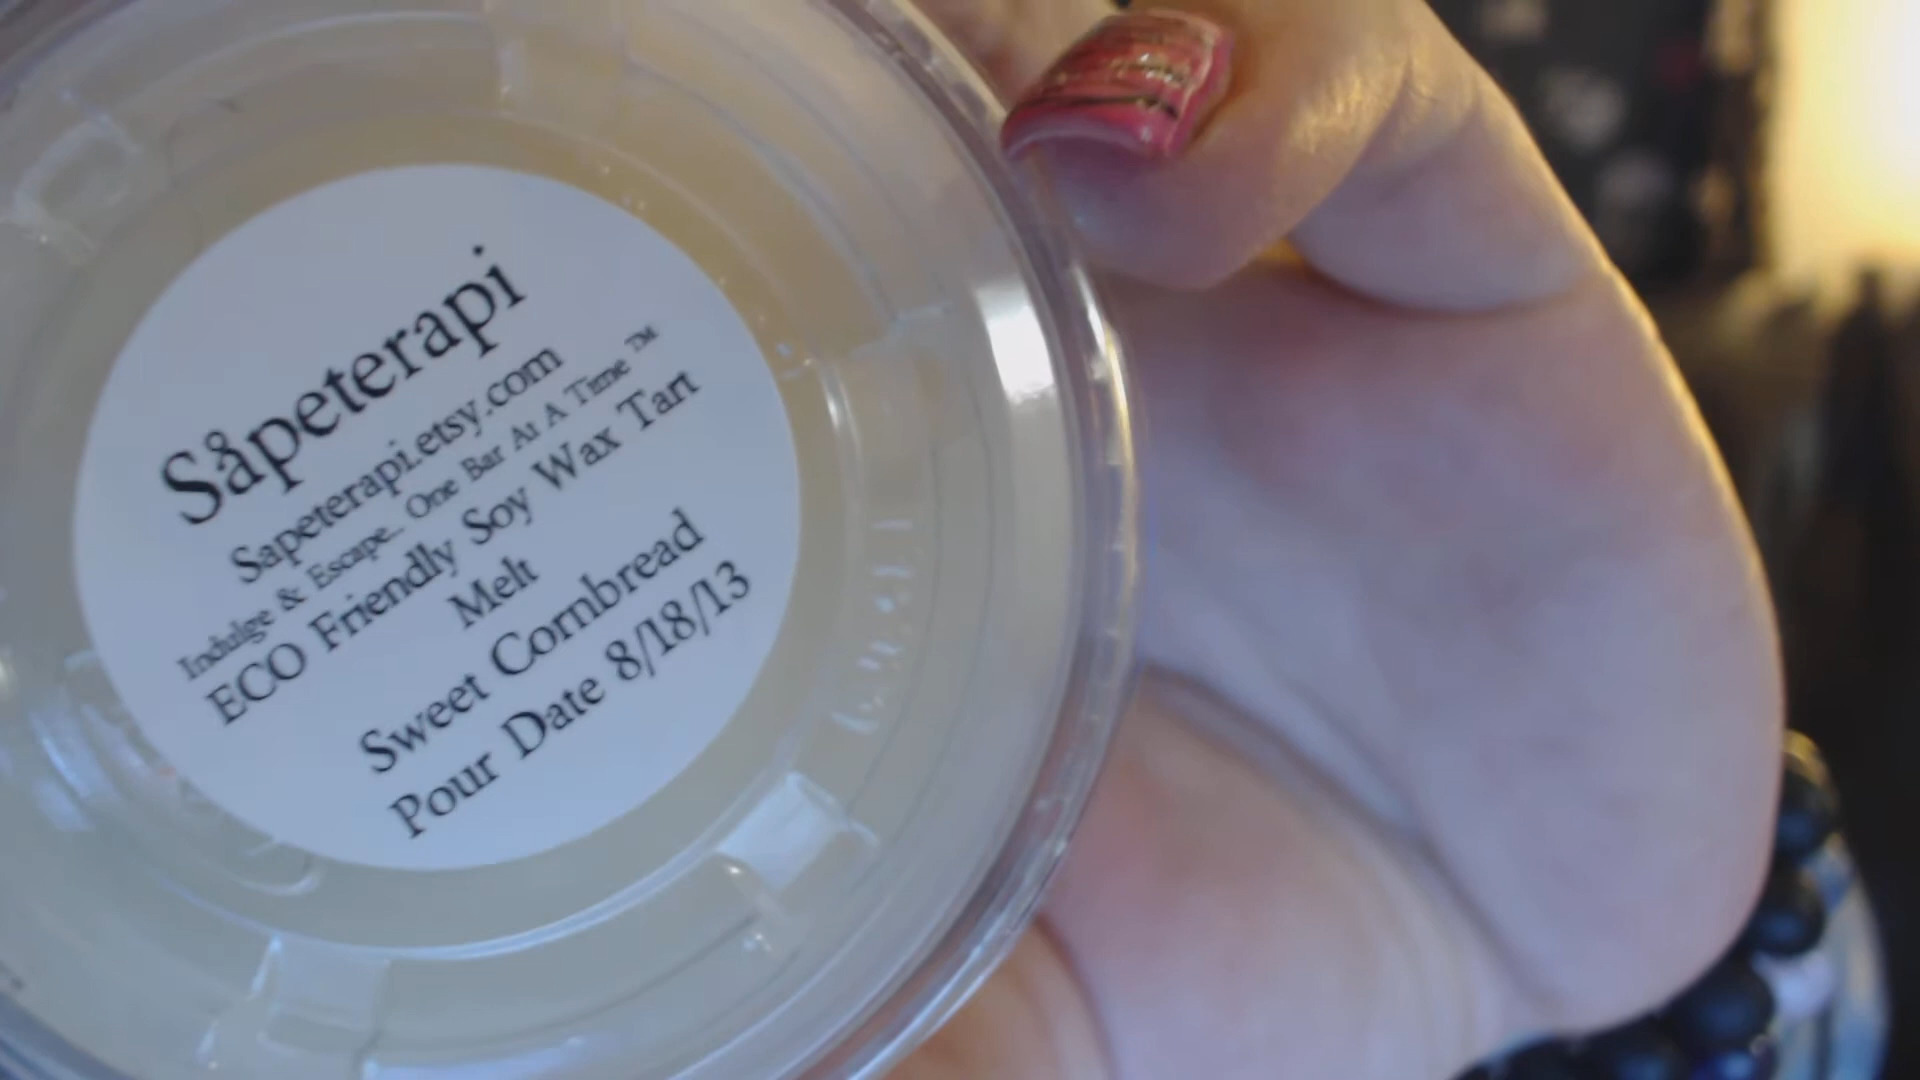 Såpeterapi
Sapeterapi.etsy.com
Indulge & Escape... One Bar At A Time™
ECO Friendly Soy Wax Tart
Melt
Sweet Cornbread
Pour Date 8/18/13